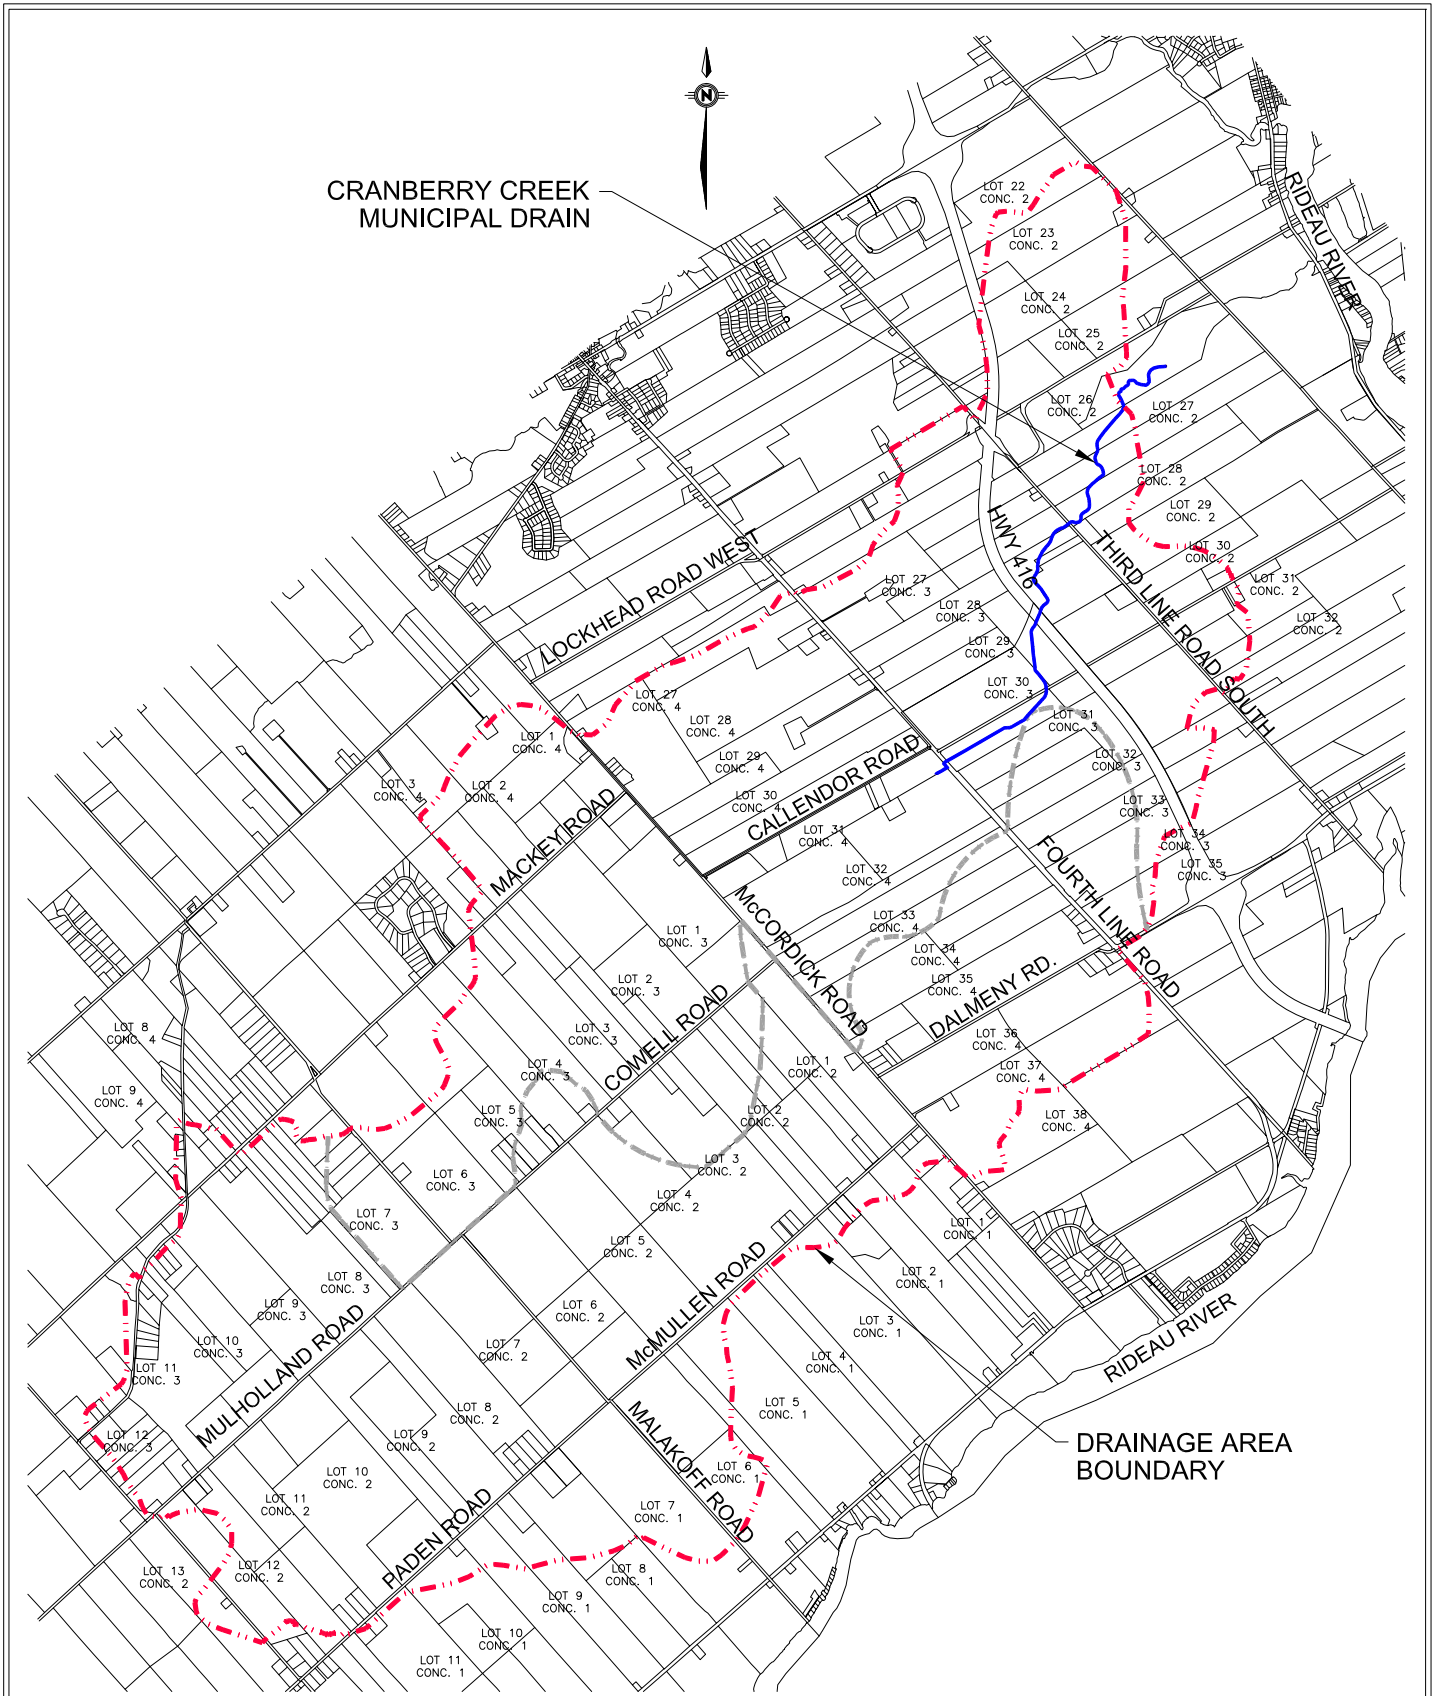 N
CRANBERRY CREEK
MUNICIPAL DRAIN
RIDEAU RIVER
LOT 22
CONC. 2
LOT 23
CONC. 2
LOT 24
CONC. 2
LOT 25
CONC. 2
LOT 26
CONC. 2
LOT 27
CONC. 2
LOT 28
CONC. 2
LOT 29
CONC. 2
LOT 30
CONC. 2
LOT 31
CONC. 2
LOT 32
CONC. 2
HWY 416
THIRD LINE ROAD SOUTH
LOCKHEAD ROAD WEST
LOT 27
CONC. 3
LOT 28
CONC. 3
LOT 29
CONC. 3
LOT 30
CONC. 3
LOT 31
CONC. 3
LOT 32
CONC. 3
LOT 33
CONC. 3
LOT 34
CONC. 3
LOT 35
CONC. 3
LOT 27
CONC. 4
LOT 28
CONC. 4
LOT 29
CONC. 4
LOT 30
CONC. 4
LOT 31
CONC. 4
LOT 32
CONC. 4
LOT 33
CONC. 4
LOT 34
CONC. 4
LOT 35
CONC. 4
LOT 36
CONC. 4
LOT 37
CONC. 4
LOT 38
CONC. 4
CALLENDOR ROAD
FOURTH LINE ROAD
McCORDICK ROAD
DALMENY RD.
LOT 1
CONC. 4
LOT 2
CONC. 4
LOT 3
CONC. 4
MACKEY ROAD
LOT 8
CONC. 4
LOT 9
CONC. 4
LOT 1
CONC. 3
LOT 2
CONC. 3
LOT 3
CONC. 3
LOT 4
CONC. 3
LOT 5
CONC. 3
LOT 6
CONC. 3
LOT 7
CONC. 3
LOT 8
CONC. 3
LOT 9
CONC. 3
LOT 10
CONC. 3
LOT 11
CONC. 3
LOT 12
CONC. 3
COWELL ROAD
LOT 1
CONC. 2
LOT 2
CONC. 2
LOT 3
CONC. 2
LOT 4
CONC. 2
LOT 5
CONC. 2
LOT 6
CONC. 2
LOT 7
CONC. 2
LOT 8
CONC. 2
LOT 9
CONC. 2
LOT 10
CONC. 2
LOT 11
CONC. 2
LOT 12
CONC. 2
LOT 13
CONC. 2
MULHOLLAND ROAD
McMULLEN ROAD
PADEN ROAD
MALAKOFF ROAD
LOT 1
CONC. 1
LOT 2
CONC. 1
LOT 3
CONC. 1
LOT 4
CONC. 1
LOT 5
CONC. 1
LOT 6
CONC. 1
LOT 7
CONC. 1
LOT 8
CONC. 1
LOT 9
CONC. 1
LOT 10
CONC. 1
LOT 11
CONC. 1
RIDEAU RIVER
DRAINAGE AREA
BOUNDARY